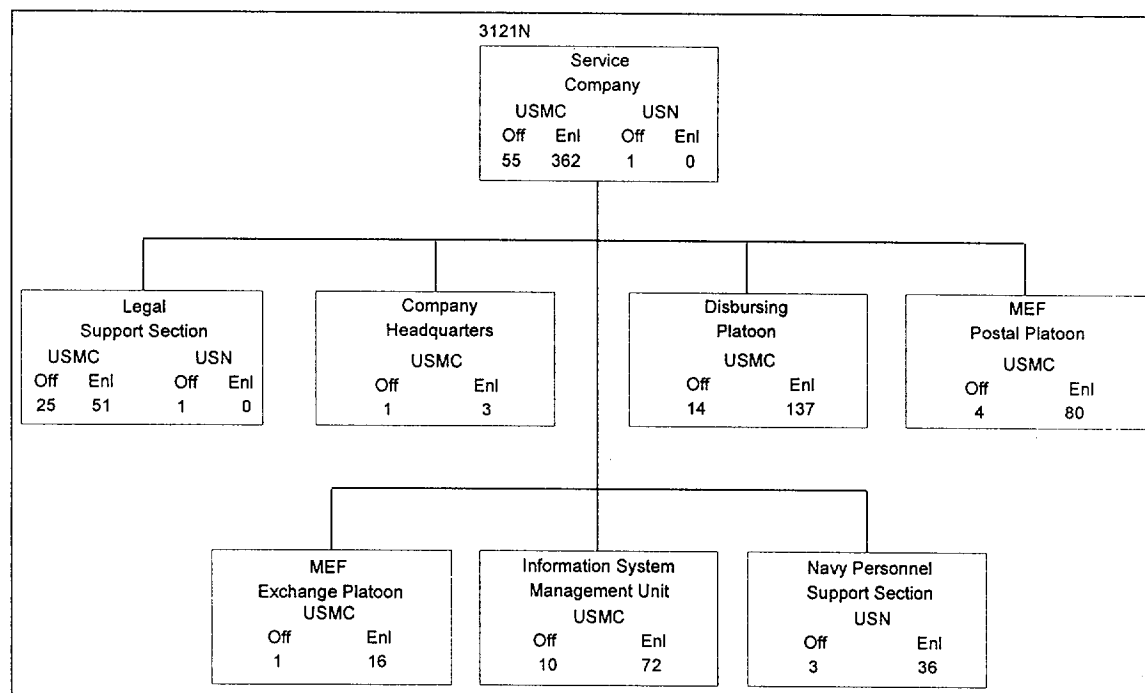 3121N
Service
Company
USMC USN
Off Enl Off Enl
55 362 1 0
Legal
Support Section
USMC USN
Off Enl Off Enl
25 51 1 0
Company
Headquarters
USMC
Off Enl
1 3
Disbursing
Platoon
USMC
Off Enl
14 137
MEF
Postal Platoon
USMC
Off Enl
4 80
MEF
Exchange Platoon
USMC
Off Enl
1 16
Information System
Management Unit
USMC
Off Enl
10 72
Navy Personnel
Support Section
USN
Off Enl
3 36